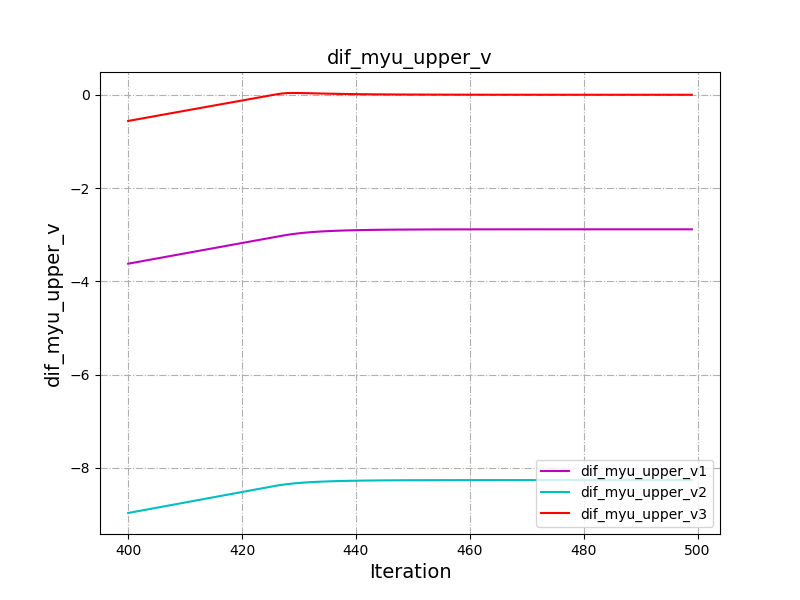 dif_myu_upper_v
dif_myu_upper_v
0
−2
−4
−6
−8
dif_myu_upper_v1
dif_myu_upper_v2
dif_myu_upper_v3
400 420 440 460 480 500
Iteration